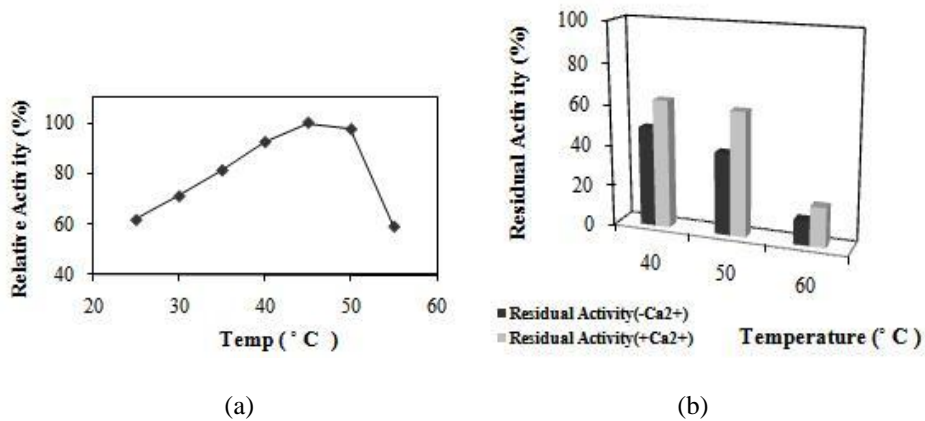 Relative Activity (%)
100
80
60
40
20 30 40 50 60
Temp ( ° C )
(a)
Residual Activity (%)
100
80
60
40
20
0
40
50
60
Residual Activity(-Ca2+)
Residual Activity(+Ca2+)
Temperature (° C )
(b)